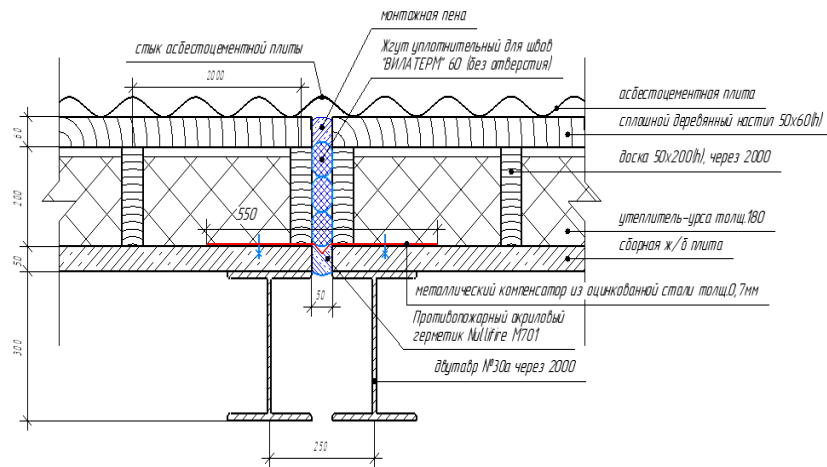 монтажная пена
стык асбестоцементной плиты
Жгут уплотнительный для швов
"ВИЛАТЕРМ" 60 (без отверстия)
2000
асбестоцементная плита
сплошной деревянный настил 50х60(h)
60
доска 50х200(h), через 2000
200
550
утеплитель-урса толщ.180
сборная ж/б плита
50
50
металлический компенсатор из оцинкованной стали толщ.0,7мм
Противопожарный акриловый
герметик Nullifire М701
двутавр №30а через 2000
300
250